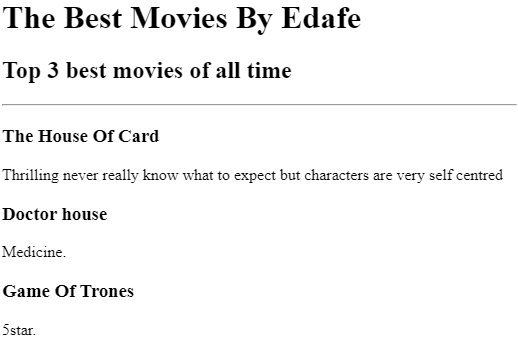 The Best Movies By Edafe
Top 3 best movies of all time
The House Of Card
Thrilling never really know what to expect but characters are very self centred
Doctor house
Medicine.
Game Of Trones
5star.